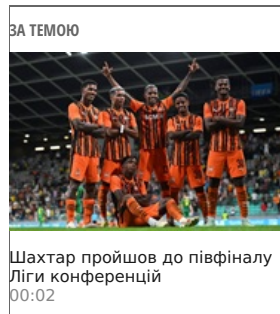 ЗА ТЕМОЮ
Шахтар пройшов до півфіналу
Ліги конференцій
00:02